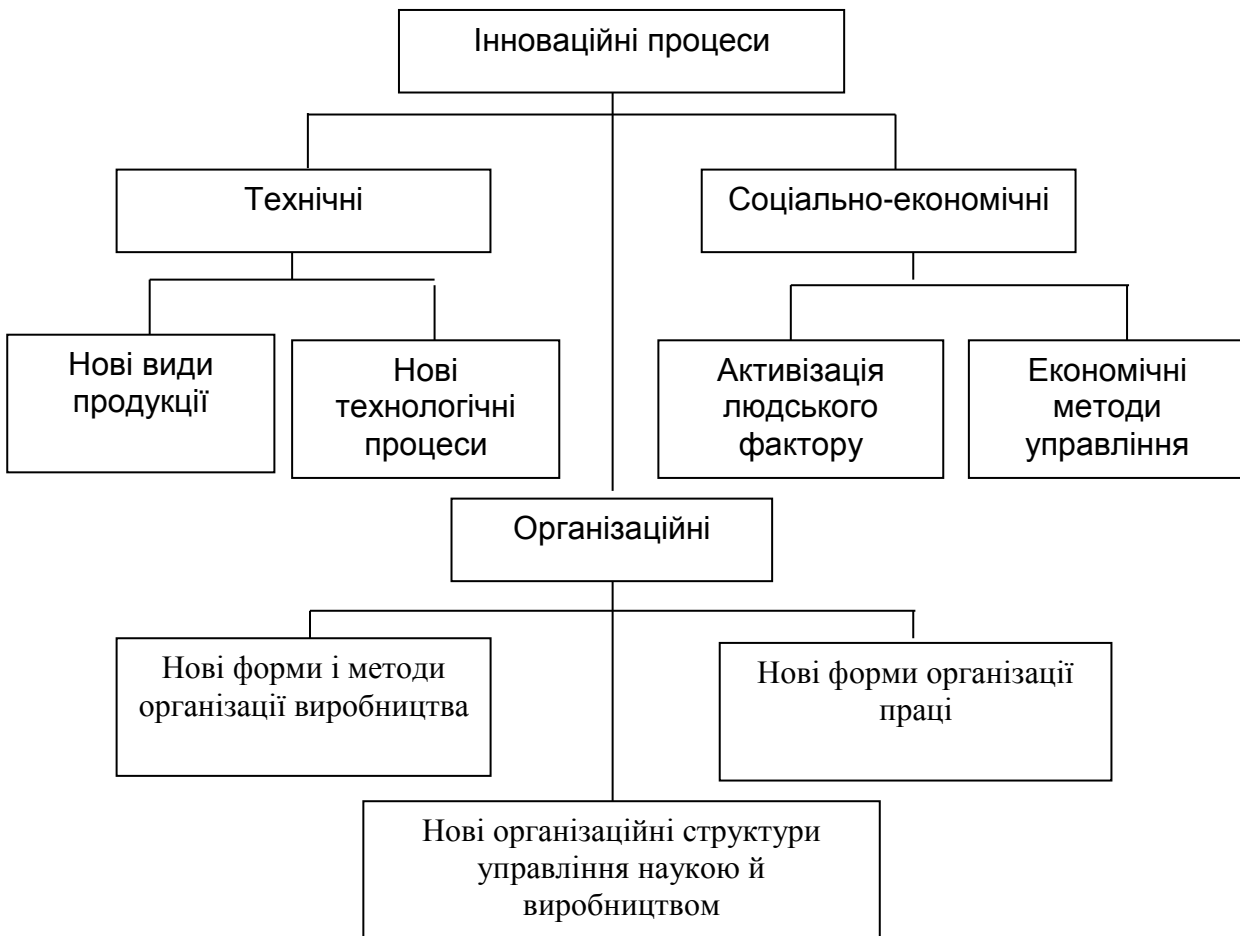 Інноваційні процеси
Технічні
Соціально-економічні
Нові види
продукції
Нові
технологічні
процеси
Активізація
людського
фактору
Економічні
методи
управління
Організаційні
Нові форми і методи
організації виробництва
Нові форми організації
праці
Нові організаційні структури
управління наукою й
виробництвом